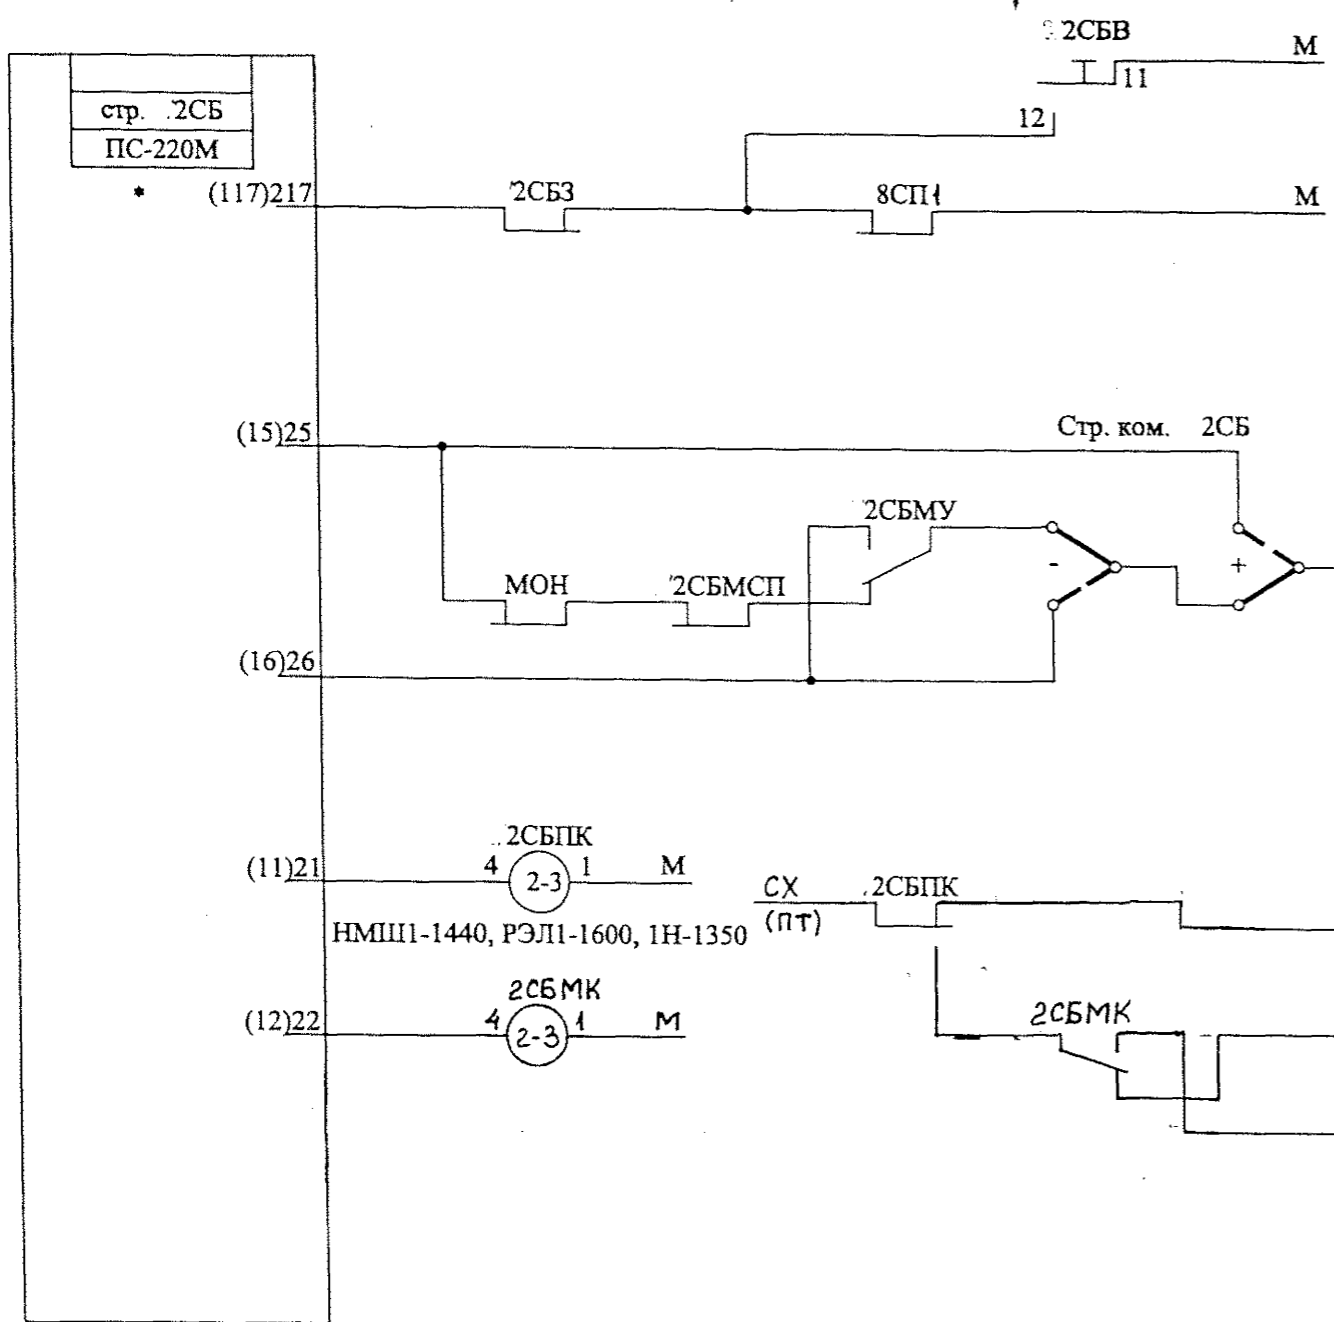 2СБВ
М
11
12
стр. 2СБ
ПС-220М
*
(117)217
2СБЗ
8СП1
М
(15)25
Стр. ком. 2СБ
2СБМУ
МОН
2СБМСП
-
+
(16)26
2СБПК
(11)21
4
2-3
1
М
НМШ1-1440, РЭЛ1-1600, 1Н-1350
СХ
(ПТ)
2СБПК
2СБМК
(12)22
4
2-3
1
М
2СБМК